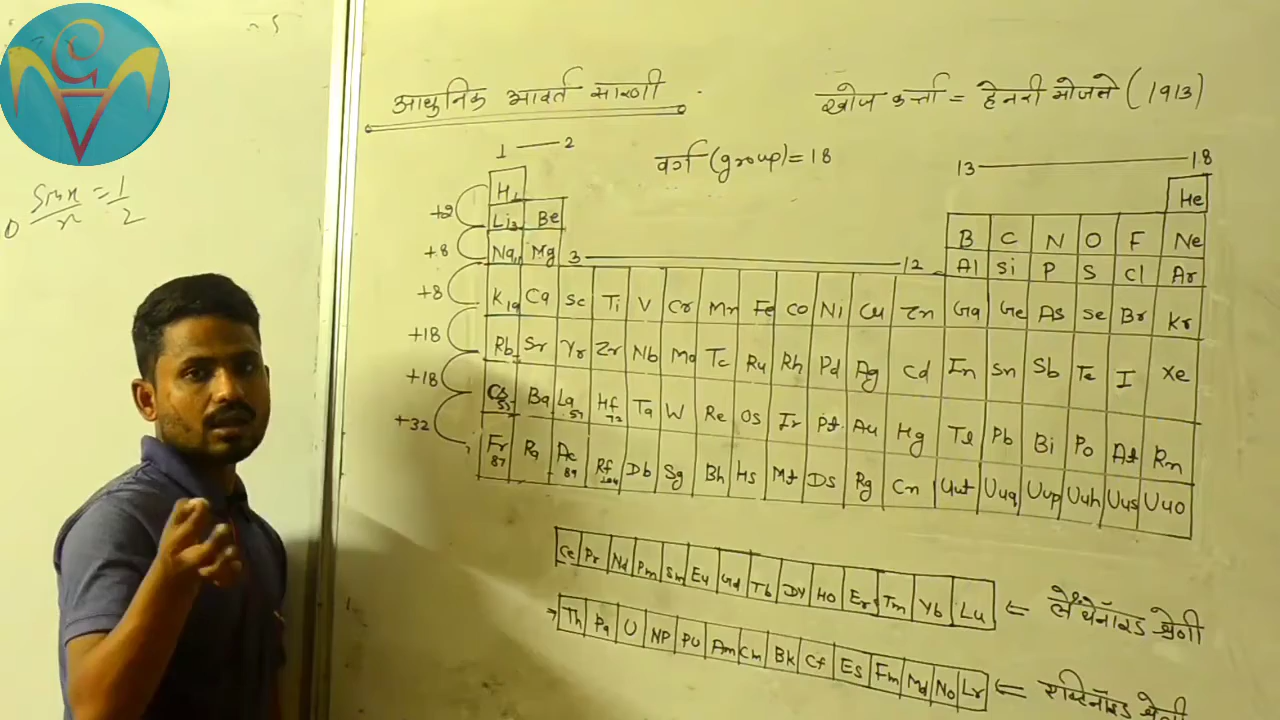 आधुनिक आवर्त सारणी
खोज कर्त्ता = हेनरी मोजले (1913)
1 — 2
वर्ग (group) = 18
13 — 18
H1 He
+2
Li3 Be B C N O F Ne
+8
Na11 Mg 3 — 12 Al Si P S Cl Ar
+8
K19 Ca Sc Ti V Cr Mn Fe Co Ni Cu Zn Ga Ge As Se Br Kr
+18
Rb Sr Yr Zr Nb Mo Tc Ru Rh Pd Ag Cd In Sn Sb Te I Xe
+18
Cs55 Ba La57 Hf72 Ta W Re Os Ir Pt Au Hg Tl Pb Bi Po At Rn
+32
Fr87 Ra Ac89 Rf104 Db Sg Bh Hs Mt DS Rg Cn Uut Uuq Uup Uuh Uus Uuo
Ce Pr Nd Pm Sm Eu Gd Tb DY HO Er Tm Yb Lu ⇐ लेंथेनॉइड श्रेणी
→ Th Pa U NP PU Am Cm Bk Cf Es Fm Md No Lr ⇐ एक्टिनॉइड श्रेणी
Sin x / x = 1/2